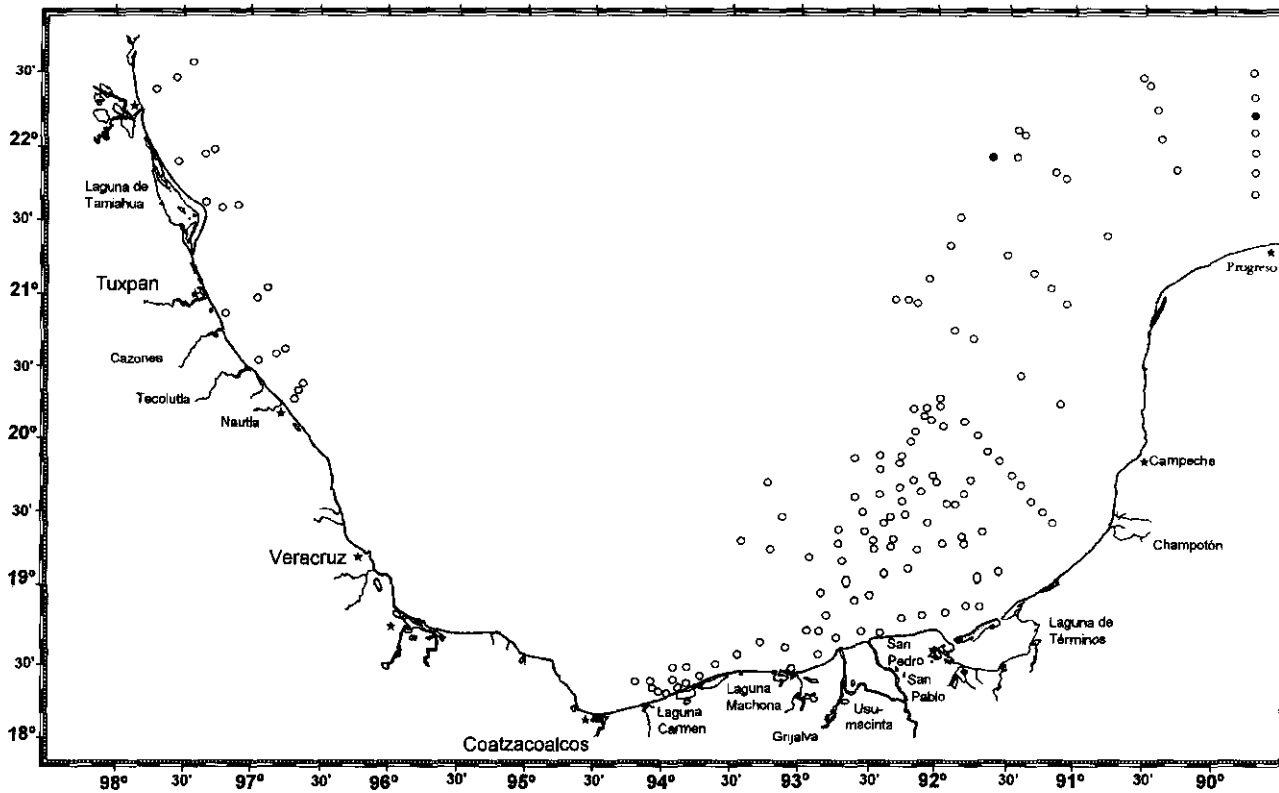 30'
22º
Laguna de
Tamiahua
30'
Progreso
Tuxpan
21º
Cazones
30'
Tecolutla
Nautla
20º
Campeche
30'
Champotón
Veracruz
19º
Laguna de
Términos
San
Pedro
30'
San
Pablo
Laguna
Machona
Laguna
Carmen
Usu-
macinta
Grijalva
18º
Coatzacoalcos
98º 30' 97º 30' 96º 30' 95º 30' 94º 30' 93º 30' 92º 30' 91º 30' 90º